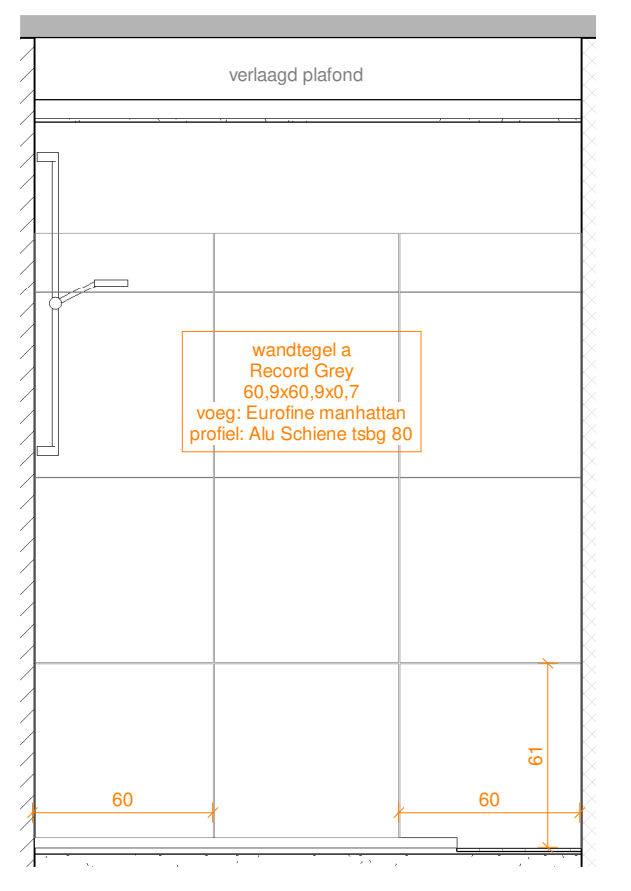 verlaagd plafond
wandtegel a
Record Grey
60,9x60,9x0,7
voeg: Eurofine manhattan
profiel: Alu Schiene tsbg 80
61
60
60